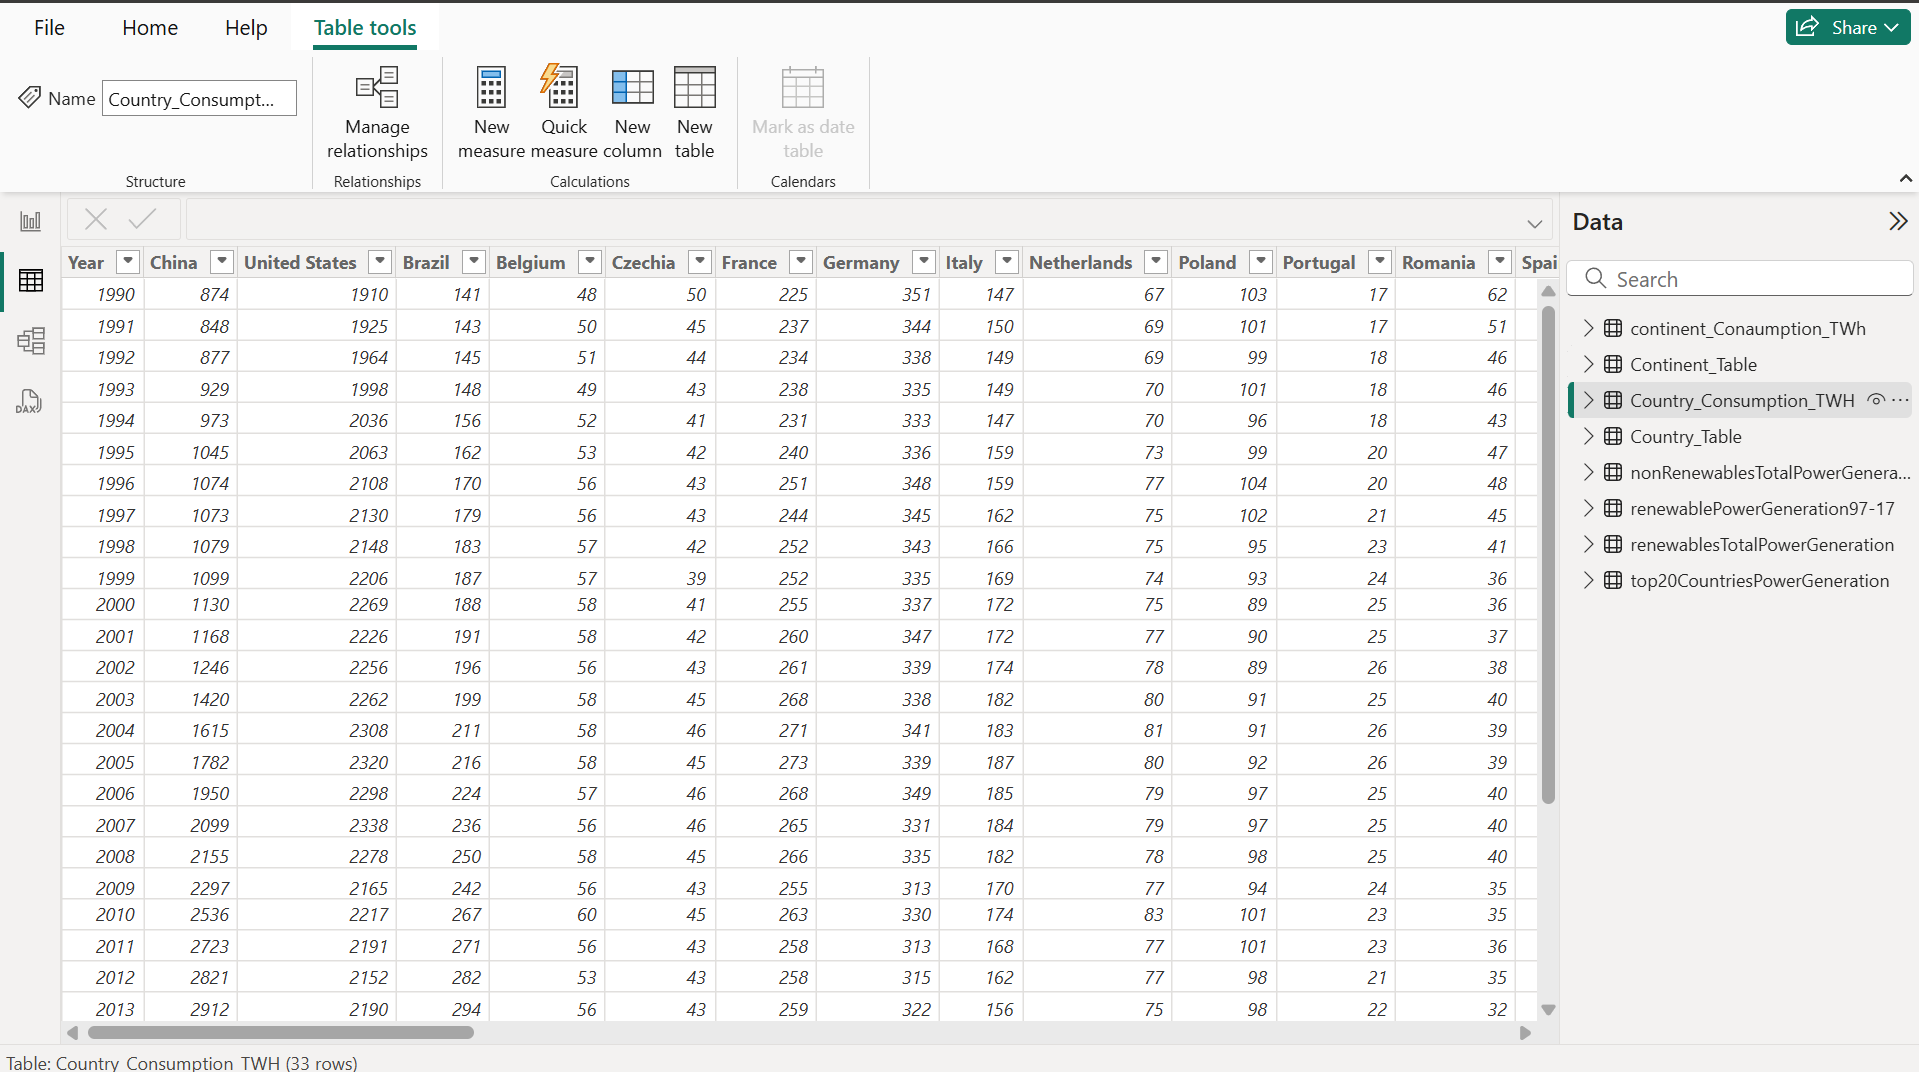 File Home Help Table tools Share
Name Country_Consumpt...
Manage relationships
New measure
Quick measure
New column
New table
Mark as date table
Structure Relationships Calculations Calendars
Data
Search
continent_Conaumption_TWh
Continent_Table
Country_Consumption_TWH
Country_Table
nonRenewablesTotalPowerGenera...
renewablePowerGeneration97-17
renewablesTotalPowerGeneration
top20CountriesPowerGeneration
DAX
Year China United States Brazil Belgium Czechia France Germany Italy Netherlands Poland Portugal Romania Spai
1990 874 1910 141 48 50 225 351 147 67 103 17 62
1991 848 1925 143 50 45 237 344 150 69 101 17 51
1992 877 1964 145 51 44 234 338 149 69 99 18 46
1993 929 1998 148 49 43 238 335 149 70 101 18 46
1994 973 2036 156 52 41 231 333 147 70 96 18 43
1995 1045 2063 162 53 42 240 336 159 73 99 20 47
1996 1074 2108 170 56 43 251 348 159 77 104 20 48
1997 1073 2130 179 56 43 244 345 162 75 102 21 45
1998 1079 2148 183 57 42 252 343 166 75 95 23 41
1999 1099 2206 187 57 39 252 335 169 74 93 24 36
2000 1130 2269 188 58 41 255 337 172 75 89 25 36
2001 1168 2226 191 58 42 260 347 172 77 90 25 37
2002 1246 2256 196 56 43 261 339 174 78 89 26 38
2003 1420 2262 199 58 45 268 338 182 80 91 25 40
2004 1615 2308 211 58 46 271 341 183 81 91 26 39
2005 1782 2320 216 58 45 273 339 187 80 92 26 39
2006 1950 2298 224 57 46 268 349 185 79 97 25 40
2007 2099 2338 236 56 46 265 331 184 79 97 25 40
2008 2155 2278 250 58 45 266 335 182 78 98 25 40
2009 2297 2165 242 56 43 255 313 170 77 94 24 35
2010 2536 2217 267 60 45 263 330 174 83 101 23 35
2011 2723 2191 271 56 43 258 313 168 77 101 23 36
2012 2821 2152 282 53 43 258 315 162 77 98 21 35
2013 2912 2190 294 56 43 259 322 156 75 98 22 32
Table: Country_Consumption_TWH (33 rows)